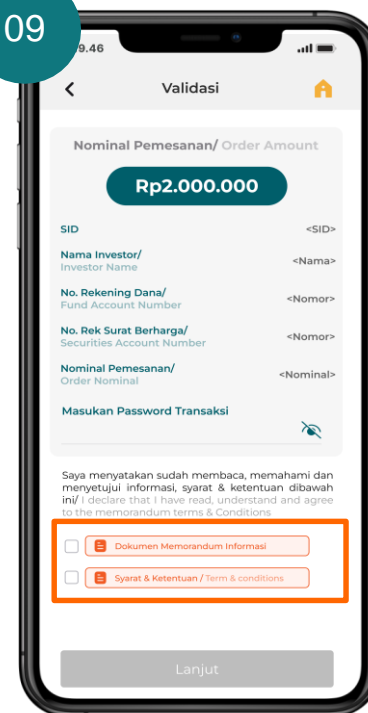 09
9.46
Validasi
Nominal Pemesanan/ Order Amount
Rp2.000.000
SID <SID>
Nama Investor/
Investor Name <Nama>
No. Rekening Dana/
Fund Account Number <Nomor>
No. Rek Surat Berharga/
Securities Account Number <Nomor>
Nominal Pemesanan/
Order Nominal <Nominal>
Masukan Password Transaksi
Saya menyatakan sudah membaca, memahami dan
menyetujui informasi, syarat & ketentuan dibawah
ini/ I declare that I have read, understand and agree
to the memorandum terms & Conditions
Dokumen Memorandum Informasi
Syarat & Ketentuan / Term & conditions
Lanjut